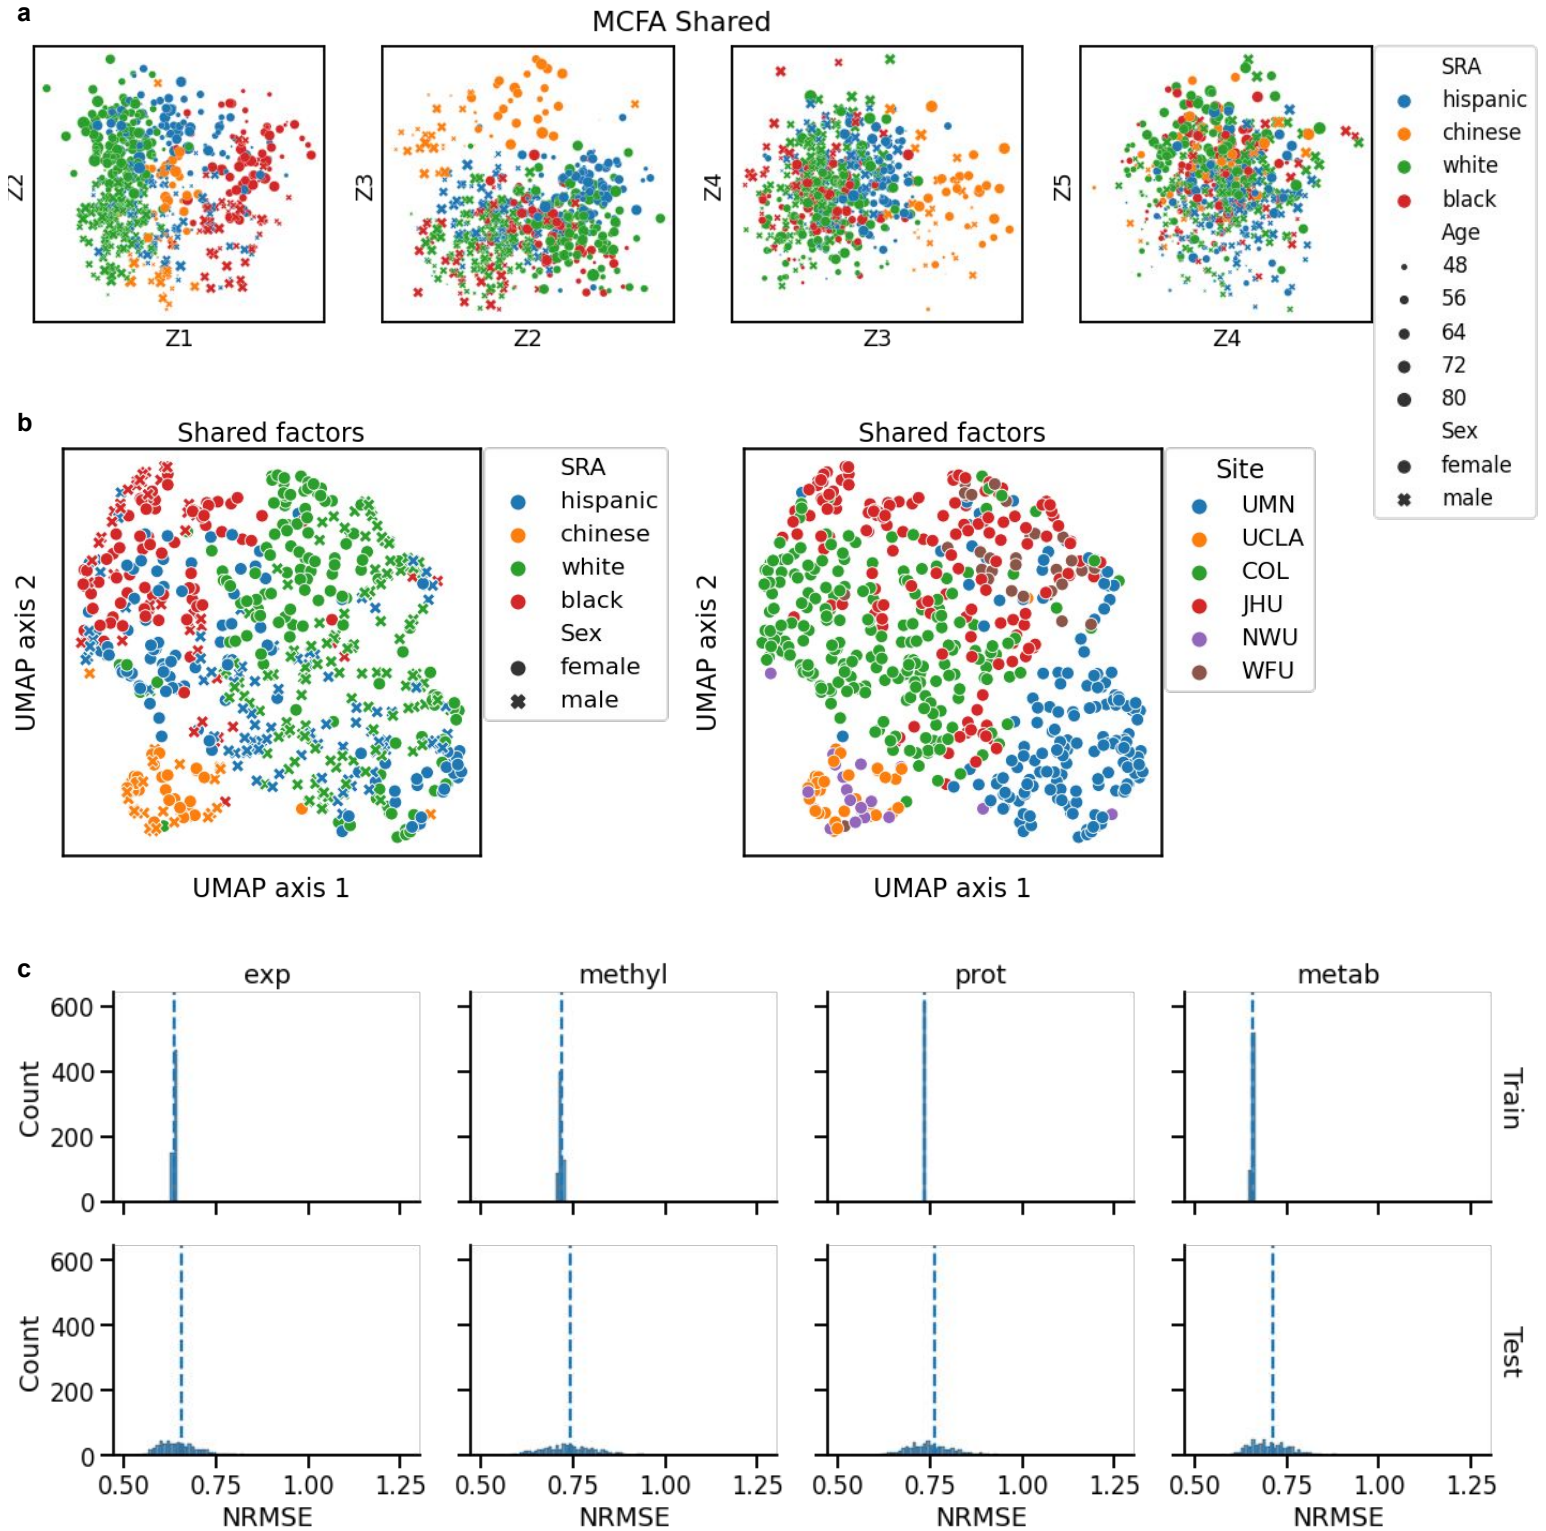 a
MCFA Shared
Z2
Z1
Z3
Z2
Z4
Z3
Z5
Z4
SRA
hispanic
chinese
white
black
Age
48
56
64
72
80
Sex
female
male
b
Shared factors
UMAP axis 2
UMAP axis 1
SRA
hispanic
chinese
white
black
Sex
female
male
Shared factors
UMAP axis 2
UMAP axis 1
Site
UMN
UCLA
COL
JHU
NWU
WFU
c
exp methyl prot metab
Count
600
400
200
0
Train
Count
600
400
200
0
Test
0.50 0.75 1.00 1.25 0.50 0.75 1.00 1.25 0.50 0.75 1.00 1.25 0.50 0.75 1.00 1.25
NRMSE NRMSE NRMSE NRMSE